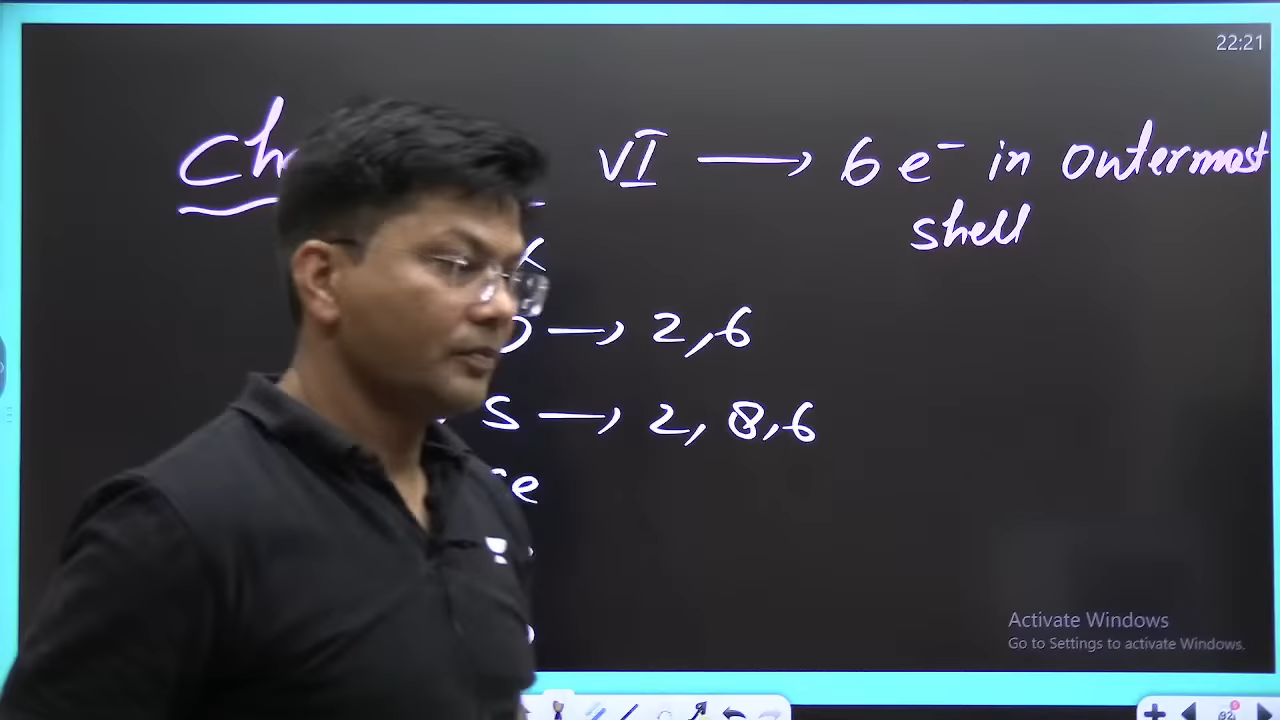 22:21
VI → 6 e⁻ in outermost
shell
→ 2,6
S → 2, 8,6
Activate Windows
Go to Settings to activate Windows.
92